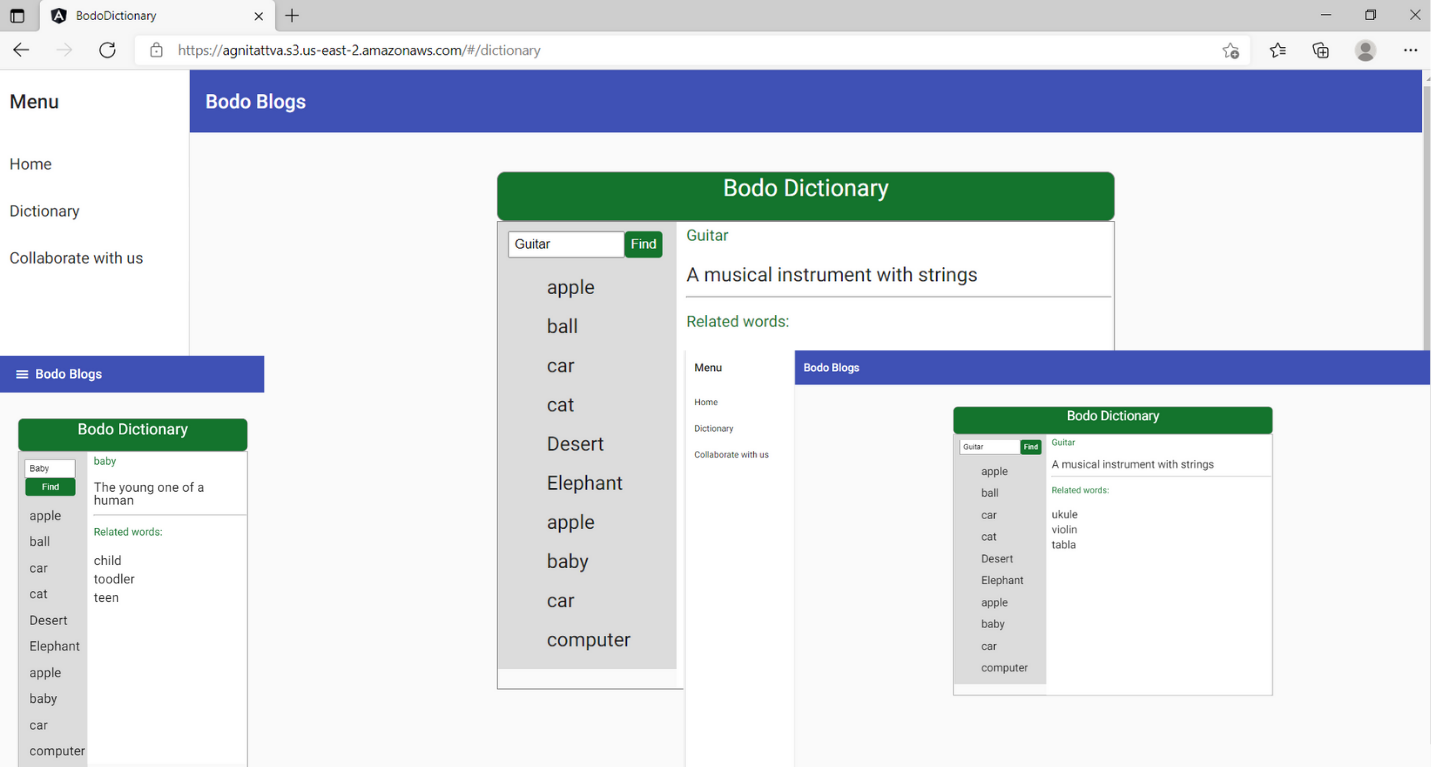 BodoDictionary
https://agnitattva.s3.us-east-2.amazonaws.com/#/dictionary
Menu
Home
Dictionary
Collaborate with us
Bodo Blogs
Bodo Dictionary
Guitar
Find
apple
ball
car
cat
Desert
Elephant
apple
baby
car
computer
Guitar
A musical instrument with strings
Related words:
Bodo Blogs
Bodo Dictionary
Baby
Find
apple
ball
car
cat
Desert
Elephant
apple
baby
car
computer
baby
The young one of a
human
Related words:
child
toodler
teen
Menu
Home
Dictionary
Collaborate with us
Bodo Blogs
Bodo Dictionary
Guitar
Find
apple
ball
car
cat
Desert
Elephant
apple
baby
car
computer
Guitar
A musical instrument with strings
Related words:
ukule
violin
tabla